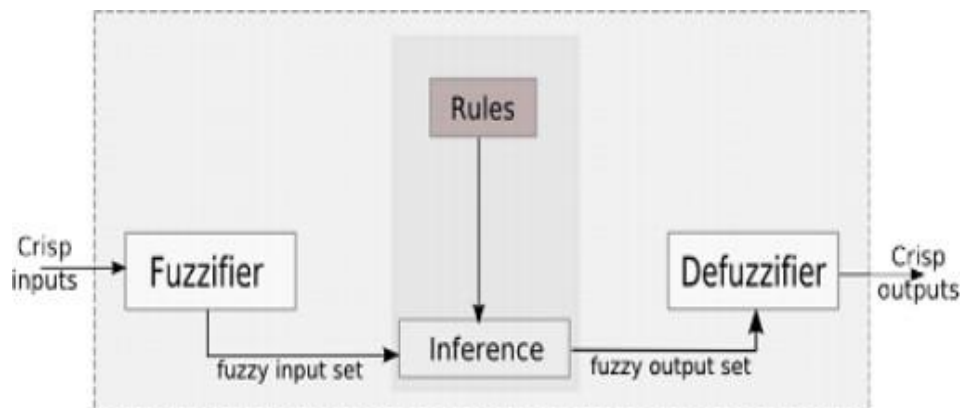 Rules
Crisp
inputs
Fuzzifier
Defuzzifier
Crisp
outputs
Inference
fuzzy input set
fuzzy output set